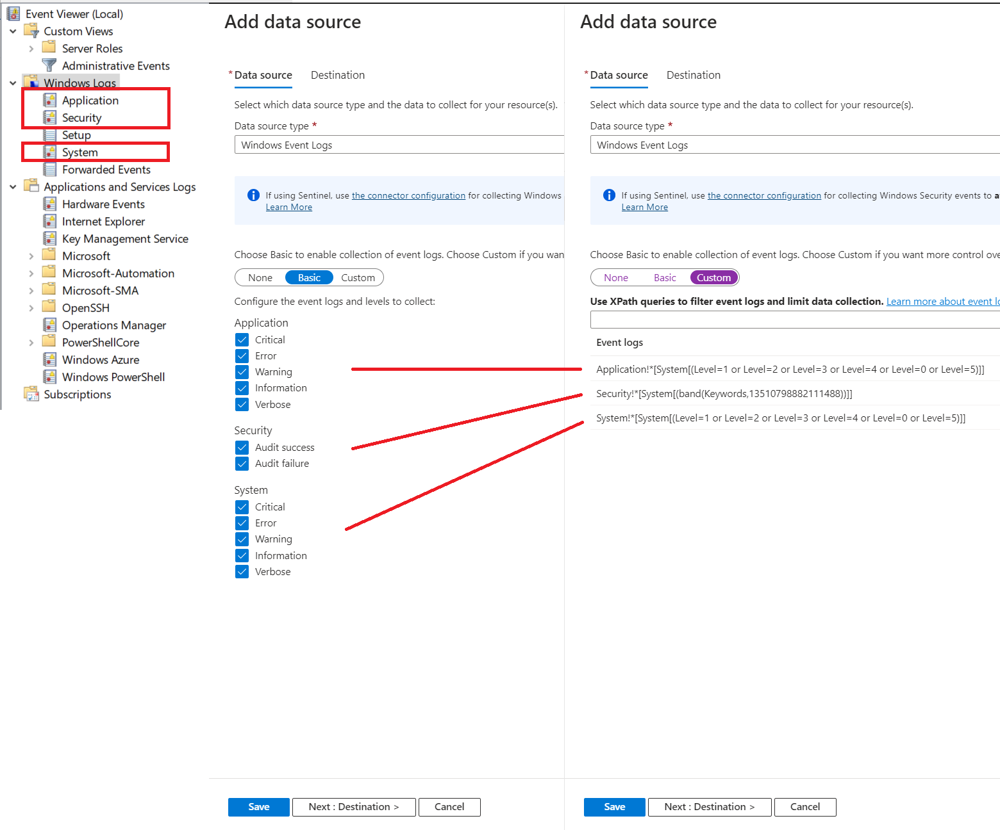 Event Viewer (Local)
Custom Views
Server Roles
Administrative Events
Windows Logs
Application
Security
Setup
System
Forwarded Events
Applications and Services Logs
Hardware Events
Internet Explorer
Key Management Service
Microsoft
Microsoft-Automation
Microsoft-SMA
OpenSSH
Operations Manager
PowerShellCore
Windows Azure
Windows PowerShell
Subscriptions
Add data source
* Data source Destination
Select which data source type and the data to collect for your resource(s).
Data source type *
Windows Event Logs
If using Sentinel, use the connector configuration for collecting Windows
Learn More
Choose Basic to enable collection of event logs. Choose Custom if you wan
None Basic Custom
Configure the event logs and levels to collect:
Application
Critical
Error
Warning
Information
Verbose
Security
Audit success
Audit failure
System
Critical
Error
Warning
Information
Verbose
Save Next : Destination > Cancel
Add data source
* Data source Destination
Select which data source type and the data to collect for your resource(s).
Data source type *
Windows Event Logs
If using Sentinel, use the connector configuration for collecting Windows Security events to a
Learn More
Choose Basic to enable collection of event logs. Choose Custom if you want more control ove
None Basic Custom
Use XPath queries to filter event logs and limit data collection. Learn more about event lo
Event logs
Application!*[System[(Level=1 or Level=2 or Level=3 or Level=4 or Level=0 or Level=5)]]
Security!*[System[(band(Keywords,13510798882111488))]]
System!*[System[(Level=1 or Level=2 or Level=3 or Level=4 or Level=0 or Level=5)]]
Save Next : Destination > Cancel